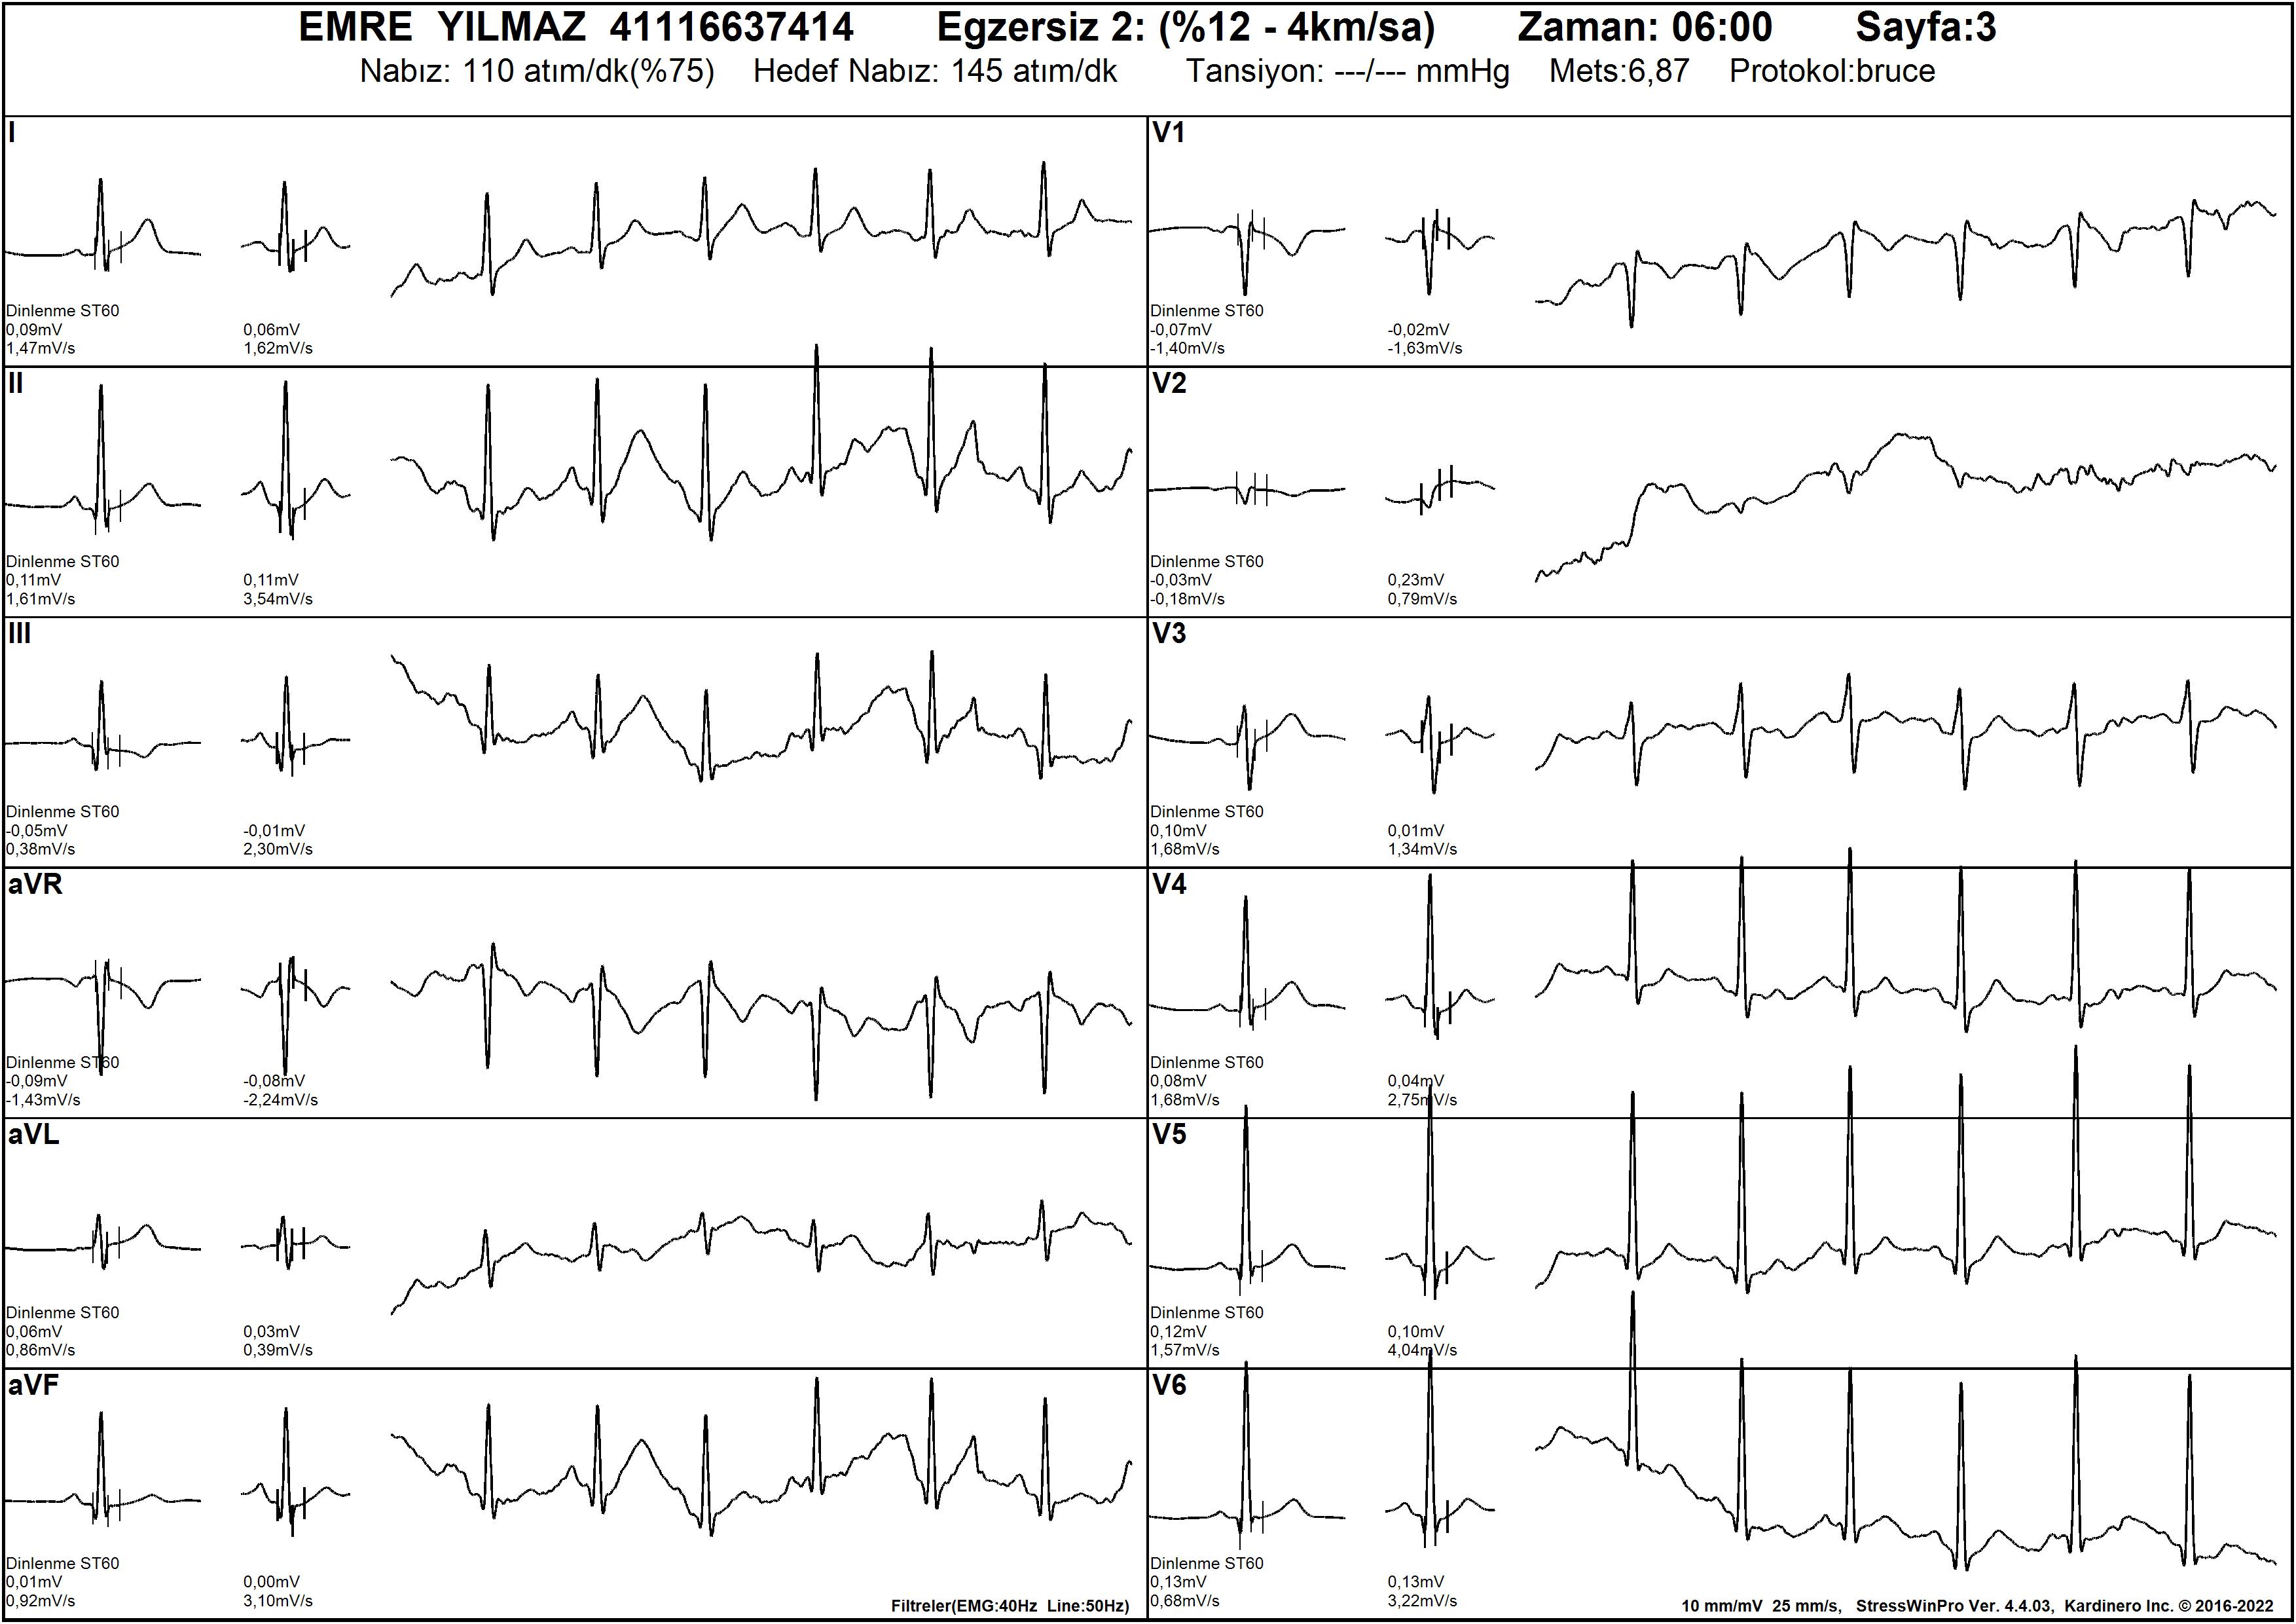 EMRE YILMAZ 41116637414 Egzersiz 2: (%12 - 4km/sa) Zaman: 06:00 Sayfa:3
Nabız: 110 atım/dk(%75) Hedef Nabız: 145 atım/dk Tansiyon: ---/--- mmHg Mets:6,87 Protokol:bruce
I
Dinlenme ST60
0,09mV 0,06mV
1,47mV/s 1,62mV/s
II
Dinlenme ST60
0,11mV 0,11mV
1,61mV/s 3,54mV/s
III
Dinlenme ST60
-0,05mV -0,01mV
0,38mV/s 2,30mV/s
aVR
Dinlenme ST60
-0,09mV -0,08mV
-1,43mV/s -2,24mV/s
aVL
Dinlenme ST60
0,06mV 0,03mV
0,86mV/s 0,39mV/s
aVF
Dinlenme ST60
0,01mV 0,00mV
0,92mV/s 3,10mV/s
Filtreler(EMG:40Hz Line:50Hz)
V1
Dinlenme ST60
-0,07mV -0,02mV
-1,40mV/s -1,63mV/s
V2
Dinlenme ST60
-0,03mV 0,23mV
-0,18mV/s 0,79mV/s
V3
Dinlenme ST60
0,10mV 0,01mV
1,68mV/s 1,34mV/s
V4
Dinlenme ST60
0,08mV 0,04mV
1,68mV/s 2,75mV/s
V5
Dinlenme ST60
0,12mV 0,10mV
1,57mV/s 4,04mV/s
V6
Dinlenme ST60
0,13mV 0,13mV
0,68mV/s 3,22mV/s
10 mm/mV 25 mm/s, StressWinPro Ver. 4.4.03, Kardinero Inc. © 2016-2022